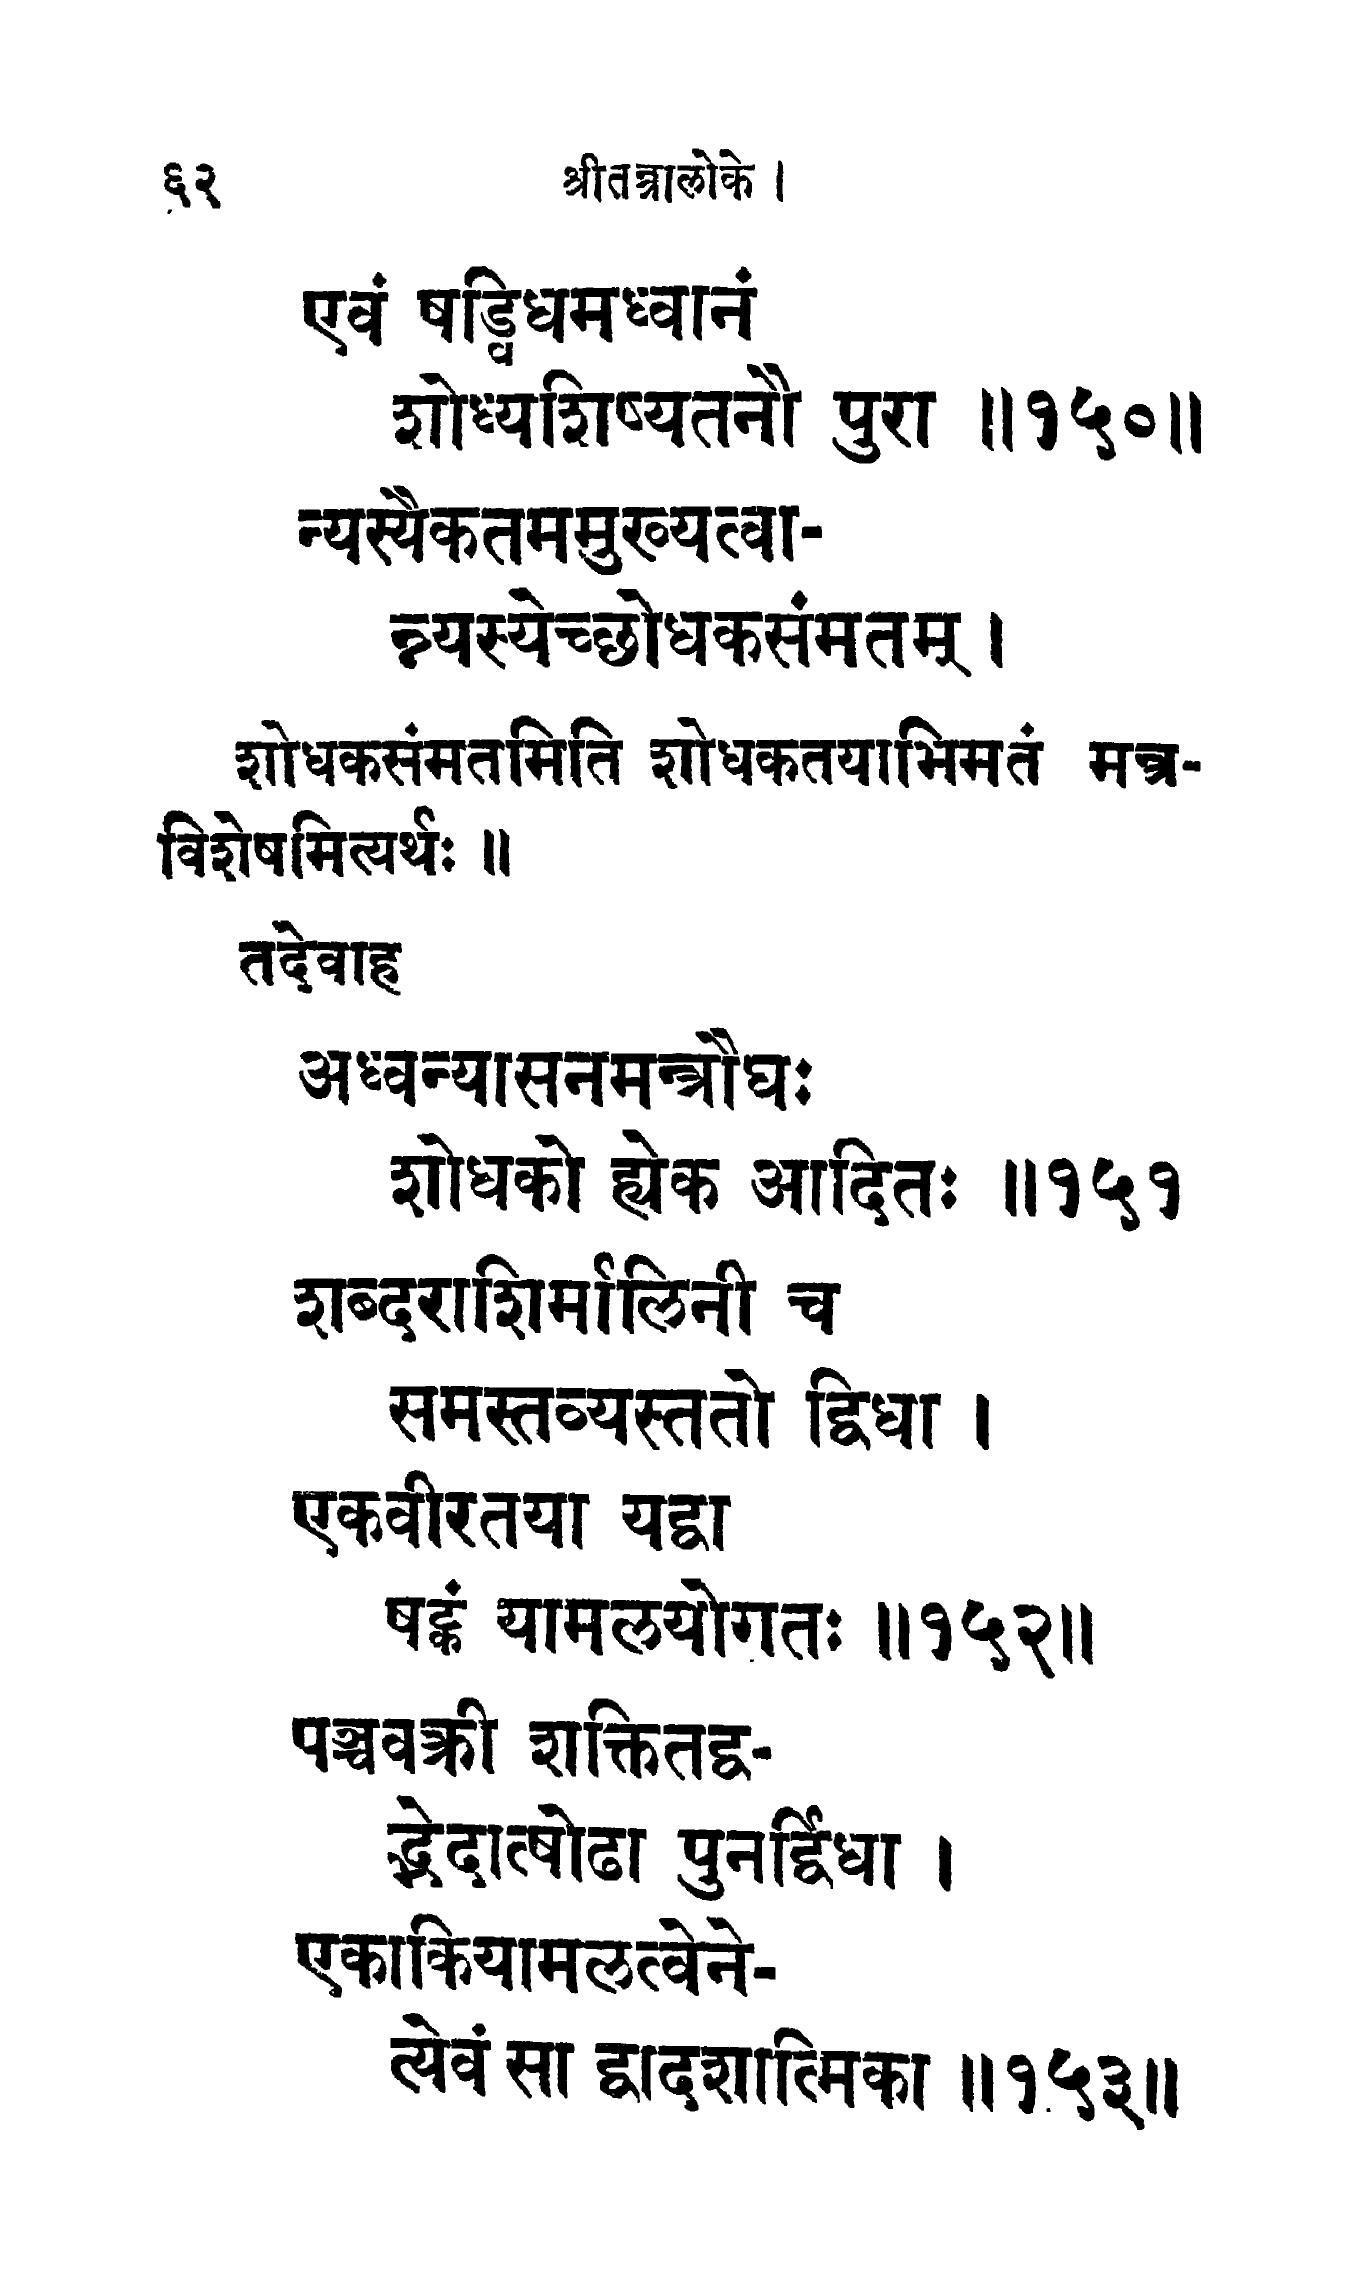 ६२ श्रीतन्त्रालोके ।
एवं षड्विधमध्वानं
शोध्यशिष्यतनौ पुरा ॥१५०॥
न्यस्यैकतममुख्यत्वा-
न्न्यस्येच्छोधकसंमतम् ।
शोधकसंमतमिति शोधकतयाभिमतं मन्त्र-
विशेषमित्यर्थः ॥
तदेवाह
अध्वन्यासनमन्त्रौघः
शोधको ह्येक आदितः ॥१५१
शब्दराशिर्मालिनी च
समस्तव्यस्ततो द्विधा ।
एकवीरतया यद्वा
षट्कं यामलयोगतः ॥१५२॥
पञ्चवक्त्री शक्तितद्व-
द्भेदात्षोढा पुनर्द्विधा ।
एकाकियामलत्वेने-
त्येवं सा द्वादशात्मिका ॥१५३॥